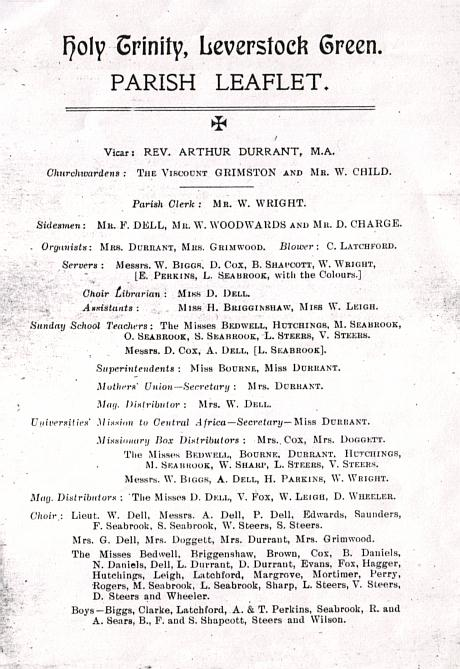 Holy Trinity, Leverstock Green.
PARISH LEAFLET.
✠
Vicar: REV. ARTHUR DURRANT, M.A.
Churchwardens: THE VISCOUNT GRIMSTON AND MR. W. CHILD.
Parish Clerk: MR. W. WRIGHT.
Sidesmen: MR. F. DELL, MR. W. WOODWARDS AND MR. D. CHARGE.
Organists: MRS. DURRANT, MRS. GRIMWOOD. Blower: C. LATCHFORD.
Servers: MESSRS. W. BIGGS, D. COX, B. SHAPCOTT, W. WRIGHT,
[E. PERKINS, L. SEABROOK, with the Colours.]
Choir Librarian: MISS D. DELL.
Assistants: MISS H. BRIGGINSHAW, MISS W. LEIGH.
Sunday School Teachers: THE MISSES BEDWELL, HUTCHINGS, M. SEABROOK,
O. SEABROOK, S. SEABROOK, L. STEERS, V. STEERS.
MESSRS. D. COX, A. DELL, [L. SEABROOK].
Superintendents: MISS BOURNE, MISS DURRANT.
Mothers' Union—Secretary: MRS. DURRANT.
Mag. Distributor: MRS. W. DELL.
Universities' Mission to Central Africa—Secretary—MISS DURRANT.
Missionary Box Distributors: MRS. COX, MRS. DOGGETT.
THE MISSES BEDWELL, BOURNE, DURRANT, HUTCHINGS,
M. SEABROOK, W. SHARP, L. STEERS, V. STEERS.
MESSRS. W. BIGGS, A. DELL, H. PARKINS, W. WRIGHT.
Mag. Distributors: THE MISSES D. DELL, V. FOX, W. LEIGH, D. WHEELER.
Choir: Lieut. W. Dell, Messrs. A. Dell, P. Dell, Edwards, Saunders,
F. Seabrook, S. Seabrook, W. Steers, S. Steers.
Mrs. G. Dell, Mrs. Doggett, Mrs. Durrant, Mrs. Grimwood.
The Misses Bedwell, Briggenshaw, Brown, Cox, B. Daniels,
N. Daniels, Dell, L. Durrant, D. Durrant, Evans, Fox, Hagger,
Hutchings, Leigh, Latchford, Margrove, Mortimer, Perry,
Rogers, M. Seabrook, L. Seabrook, Sharp, L. Steers, V. Steers,
D. Steers and Wheeler.
Boys—Biggs, Clarke, Latchford, A. & T. Perkins, Seabrook, R. and
A. Sears, B., F. and S. Shapcott, Steers and Wilson.